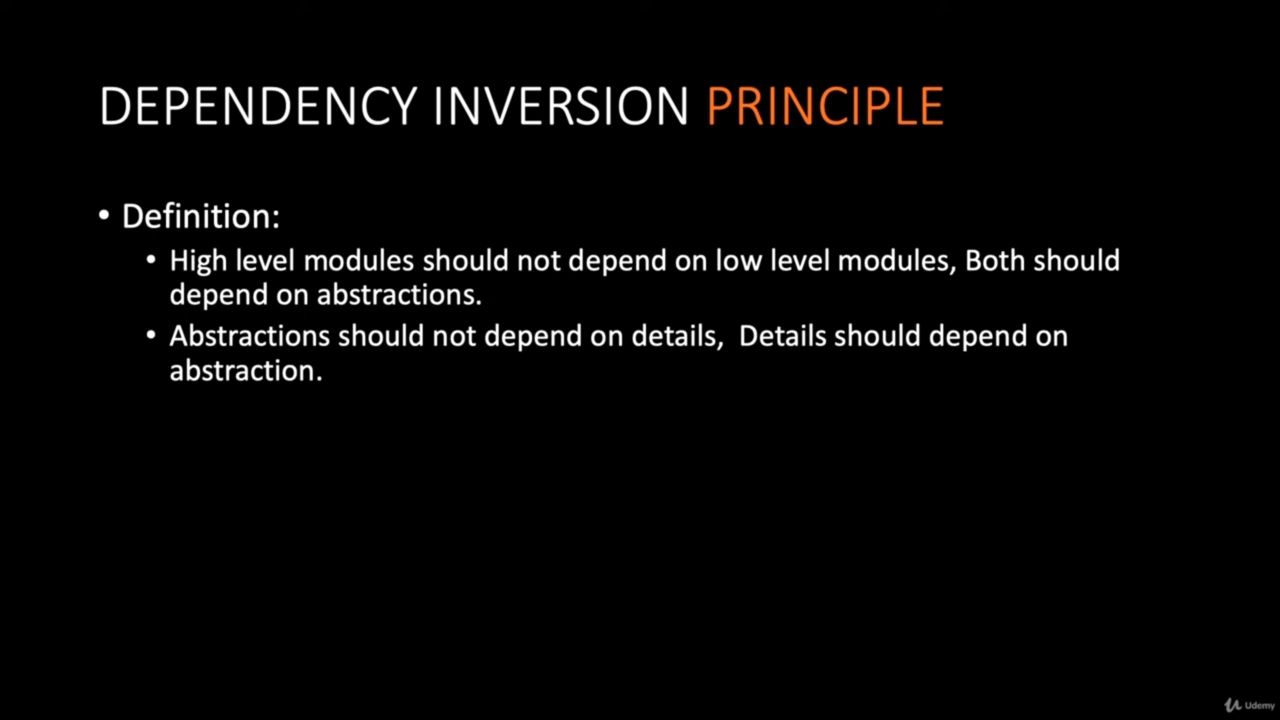 DEPENDENCY INVERSION PRINCIPLE
• Definition:
• High level modules should not depend on low level modules, Both should
depend on abstractions.
• Abstractions should not depend on details,  Details should depend on
abstraction.
Udemy